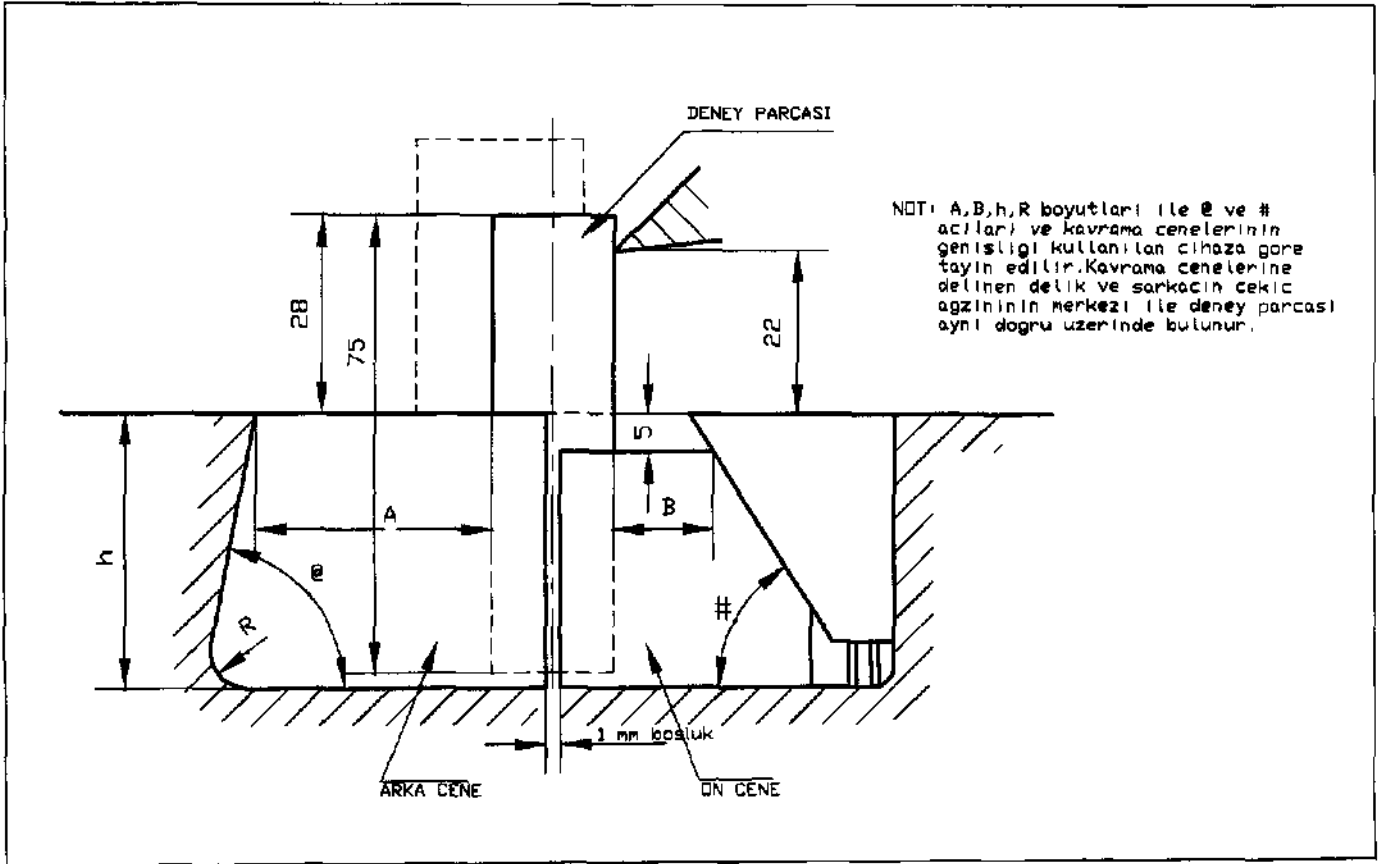 DENEY PARCASI
NOT: A,B,h,R boyutlari ile @ ve #
acilari ve kavrama cenelerinin
genisligi kullanilan cihaza gore
tayin edilir.Kavrama cenelerine
delinen delik ve sarkacin cekic
agzininin merkezi ile deney parcasi
ayni dogru uzerinde bulunur.
28
75
22
5
A
B
h
@
#
R
1 mm bosluk
ARKA CENE
ON CENE